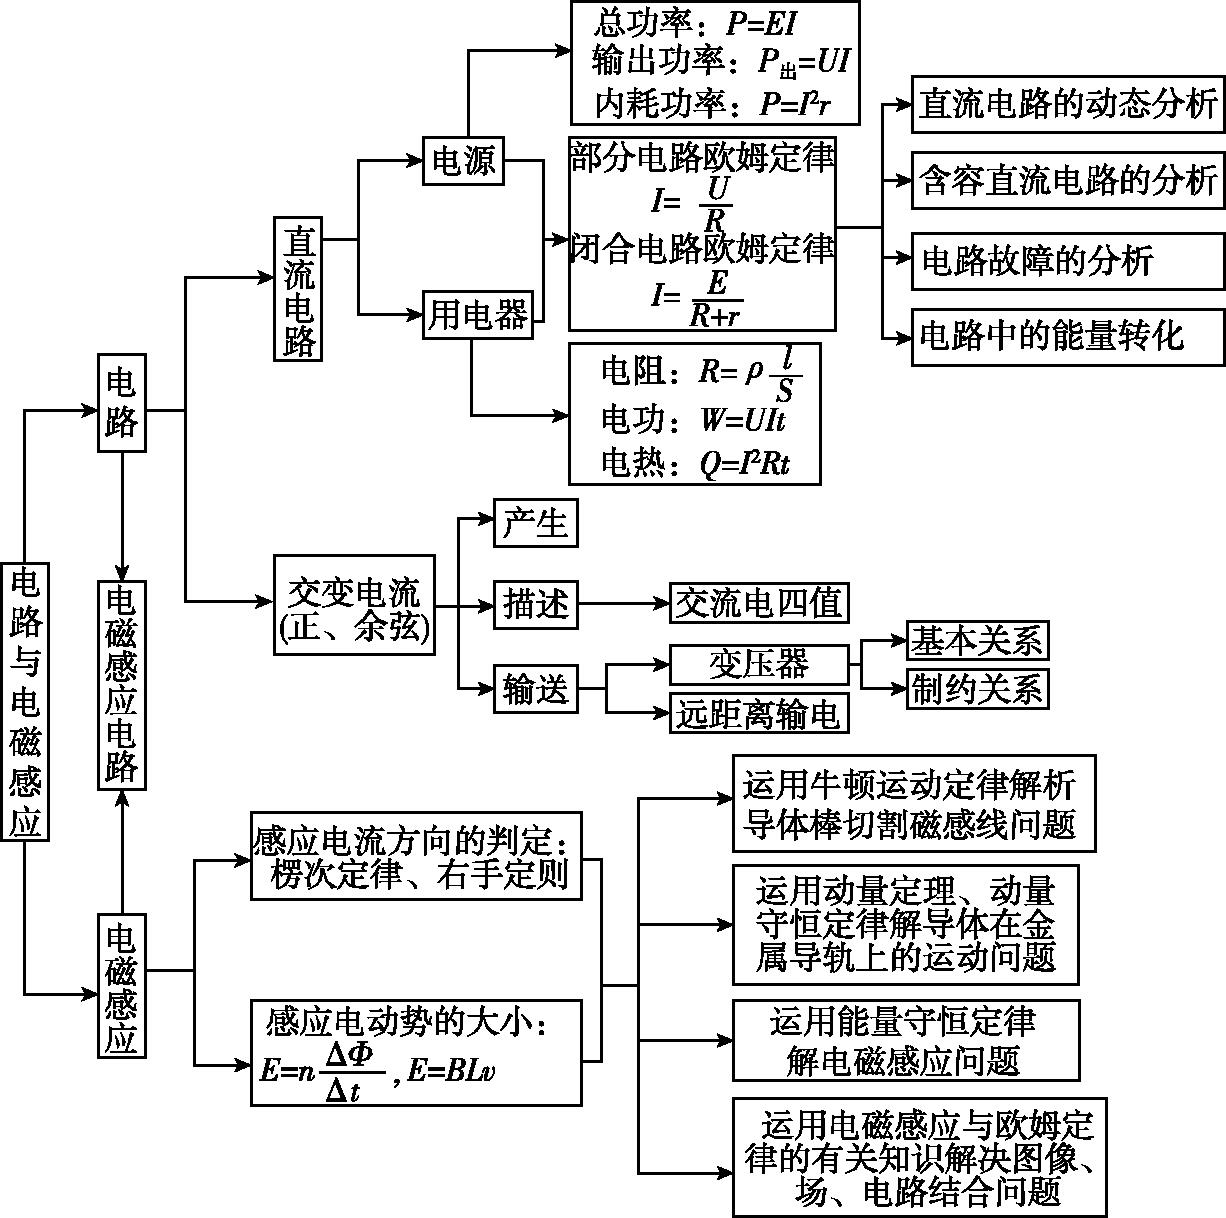 总功率：P=EI
输出功率：P出=UI
内耗功率：P=I²r
直流电路的动态分析
含容直流电路的分析
电路故障的分析
电路中的能量转化
电源
部分电路欧姆定律
I=U/R
闭合电路欧姆定律
I=E/(R+r)
直流电路
用电器
电阻：R=ρl/S
电功：W=UIt
电热：Q=I²Rt
电路
产生
交变电流
(正、余弦)
描述
交流电四值
输送
变压器
基本关系
制约关系
远距离输电
电路与电磁感应
电磁感应电路
运用牛顿运动定律解析
导体棒切割磁感线问题
感应电流方向的判定：
楞次定律、右手定则
运用动量定理、动量
守恒定律解导体在金
属导轨上的运动问题
电磁感应
感应电动势的大小：
E=nΔΦ/Δt，E=BLv
运用能量守恒定律
解电磁感应问题
运用电磁感应与欧姆定
律的有关知识解决图像、
场、电路结合问题